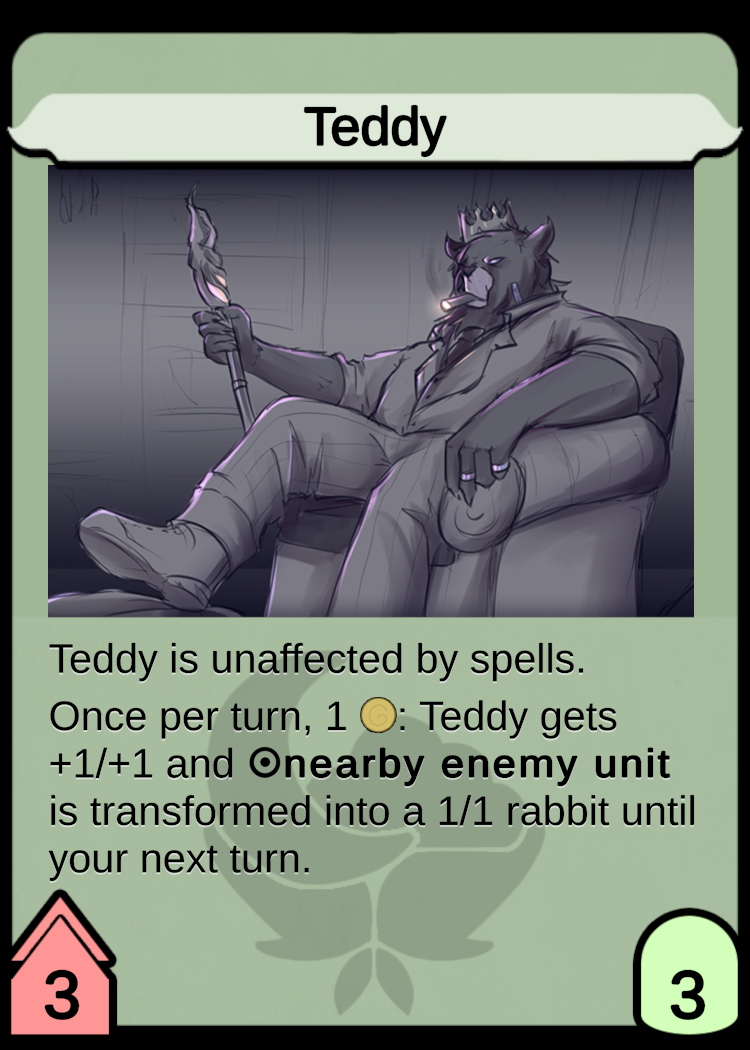 Teddy
Teddy is unaffected by spells.
Once per turn, 1 : Teddy gets
+1/+1 and nearby enemy unit
is transformed into a 1/1 rabbit until
your next turn.
3
3